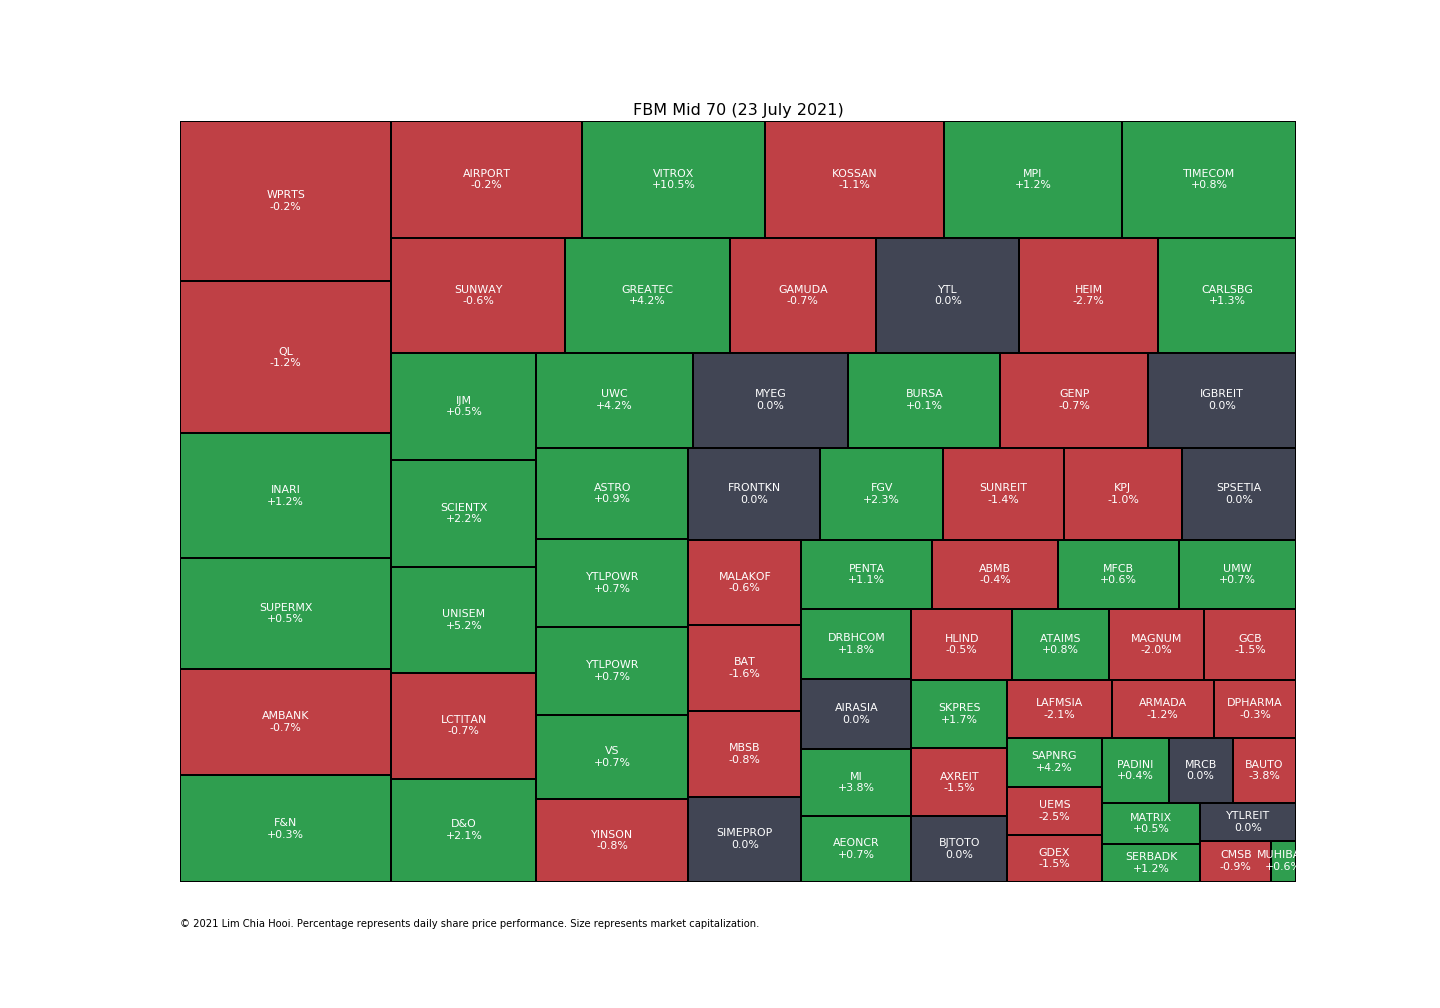 FBM Mid 70 (23 July 2021)
WPRTS
-0.2%
QL
-1.2%
INARI
+1.2%
SUPERMX
+0.5%
AMBANK
-0.7%
F&N
+0.3%
AIRPORT
-0.2%
VITROX
+10.5%
KOSSAN
-1.1%
MPI
+1.2%
TIMECOM
+0.8%
SUNWAY
-0.6%
GREATEC
+4.2%
GAMUDA
-0.7%
YTL
0.0%
HEIM
-2.7%
CARLSBG
+1.3%
IJM
+0.5%
SCIENTX
+2.2%
UNISEM
+5.2%
LCTITAN
-0.7%
D&O
+2.1%
UWC
+4.2%
MYEG
0.0%
BURSA
+0.1%
GENP
-0.7%
IGBREIT
0.0%
ASTRO
+0.9%
YTLPOWR
+0.7%
YTLPOWR
+0.7%
VS
+0.7%
YINSON
-0.8%
FRONTKN
0.0%
FGV
+2.3%
SUNREIT
-1.4%
KPJ
-1.0%
SPSETIA
0.0%
MALAKOF
-0.6%
BAT
-1.6%
MBSB
-0.8%
SIMEPROP
0.0%
PENTA
+1.1%
ABMB
-0.4%
MFCB
+0.6%
UMW
+0.7%
DRBHCOM
+1.8%
AIRASIA
0.0%
MI
+3.8%
AEONCR
+0.7%
HLIND
-0.5%
ATAIMS
+0.8%
MAGNUM
-2.0%
GCB
-1.5%
SKPRES
+1.7%
AXREIT
-1.5%
BJTOTO
0.0%
LAFMSIA
-2.1%
ARMADA
-1.2%
DPHARMA
-0.3%
SAPNRG
+4.2%
UEMS
-2.5%
GDEX
-1.5%
PADINI
+0.4%
MRCB
0.0%
BAUTO
-3.8%
MATRIX
+0.5%
SERBADK
+1.2%
YTLREIT
0.0%
CMSB
-0.9%
+0.6%
© 2021 Lim Chia Hooi. Percentage represents daily share price performance. Size represents market capitalization.